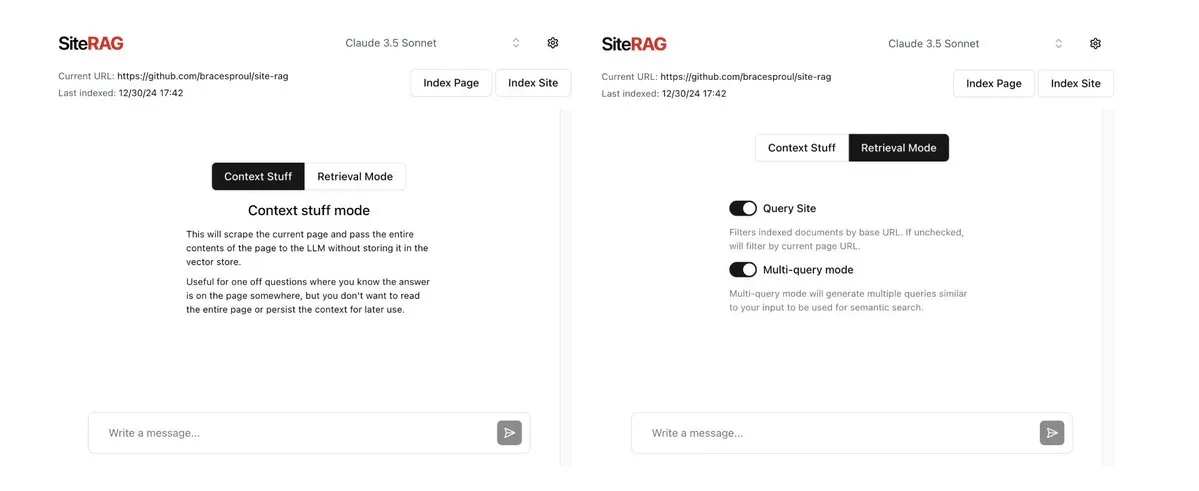 SiteRAG
Claude 3.5 Sonnet
Current URL: https://github.com/bracesproul/site-rag
Last indexed: 12/30/24 17:42
Index Page
Index Site
Context Stuff
Retrieval Mode
Context stuff mode
This will scrape the current page and pass the entire
contents of the page to the LLM without storing it in the
vector store.
Useful for one off questions where you know the answer
is on the page somewhere, but you don't want to read
the entire page or persist the context for later use.
Write a message...
SiteRAG
Claude 3.5 Sonnet
Current URL: https://github.com/bracesproul/site-rag
Last indexed: 12/30/24 17:42
Index Page
Index Site
Context Stuff
Retrieval Mode
Query Site
Filters indexed documents by base URL. If unchecked,
will filter by current page URL.
Multi-query mode
Multi-query mode will generate multiple queries similar
to your input to be used for semantic search.
Write a message...